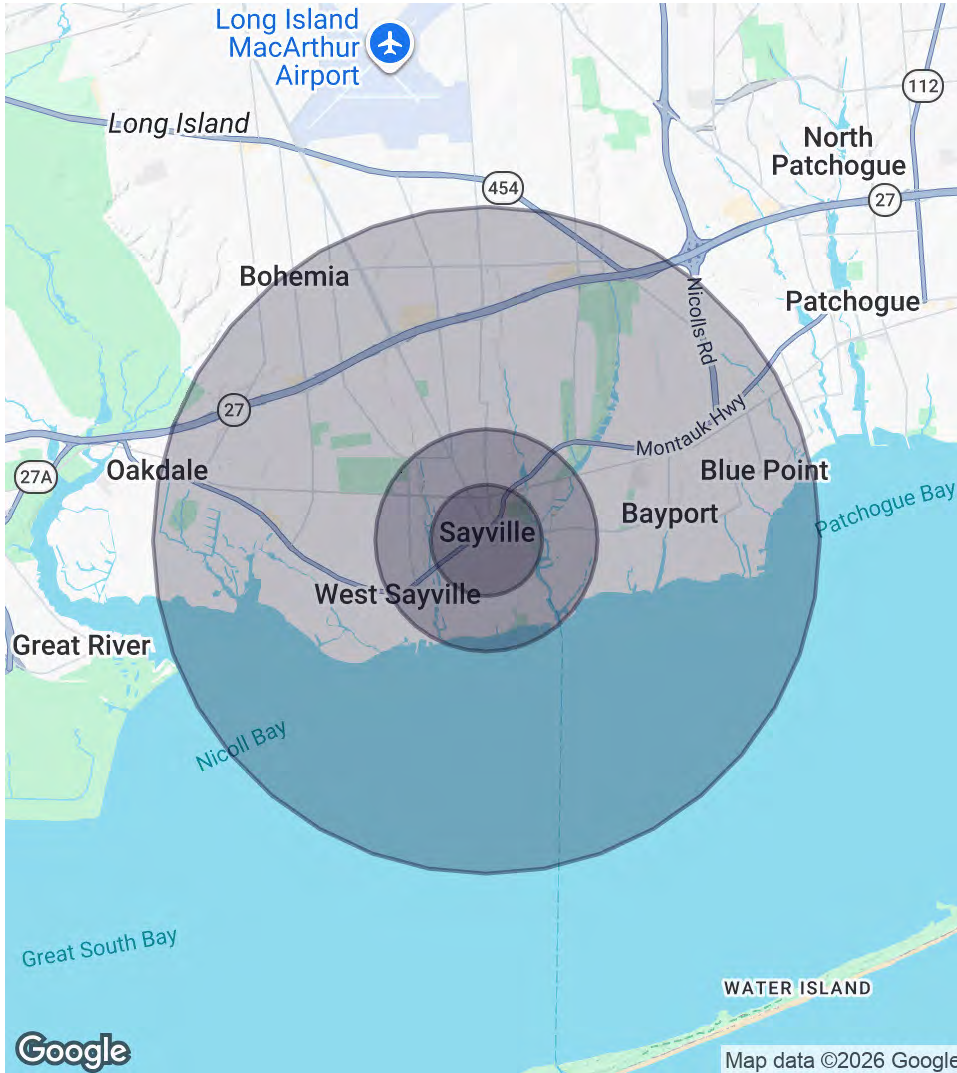 Long Island
MacArthur
Airport
112
Long Island
North
Patchogue
454
27
Bohemia
Nicolls Rd
Patchogue
27
Montauk Hwy
27A
Oakdale
Blue Point
Patchogue Bay
Bayport
Sayville
West Sayville
Great River
Nicoll Bay
Great South Bay
WATER ISLAND
Google
Map data ©2026 Google